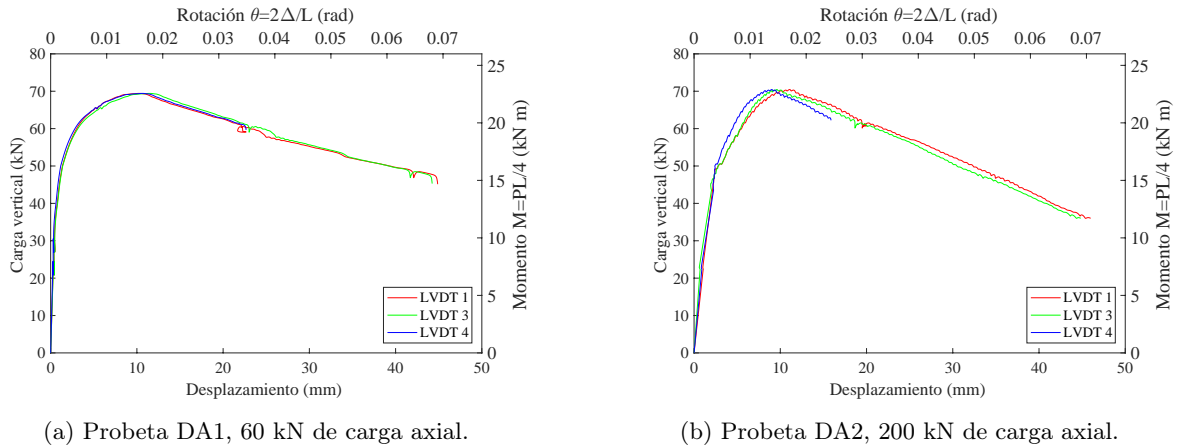 Rotación θ=2Δ/L (rad)
0 0.01 0.02 0.03 0.04 0.05 0.06 0.07
80
70
60
50
40
30
20
10
0
Carga vertical (kN)
25
20
15
10
5
0
Momento M=PL/4 (kN m)
LVDT 1
LVDT 3
LVDT 4
0 10 20 30 40 50
Desplazamiento (mm)
(a) Probeta DA1, 60 kN de carga axial.
Rotación θ=2Δ/L (rad)
0 0.01 0.02 0.03 0.04 0.05 0.06 0.07
80
70
60
50
40
30
20
10
0
Carga vertical (kN)
25
20
15
10
5
0
Momento M=PL/4 (kN m)
LVDT 1
LVDT 3
LVDT 4
0 10 20 30 40 50
Desplazamiento (mm)
(b) Probeta DA2, 200 kN de carga axial.